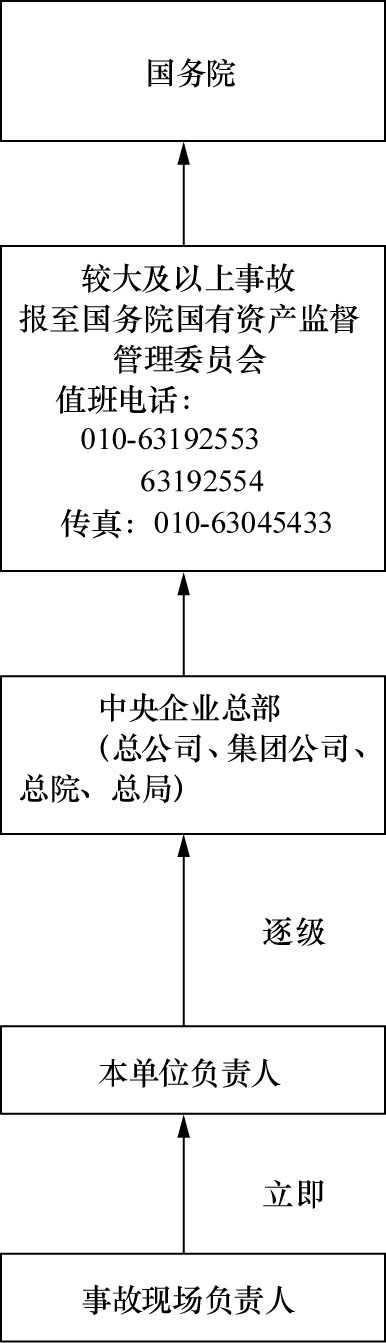 国务院
较大及以上事故
报至国务院国有资产监督
管理委员会
值班电话：
010-63192553
63192554
传真：010-63045433
中央企业总部
（总公司、集团公司、
总院、总局）
逐级
本单位负责人
立即
事故现场负责人